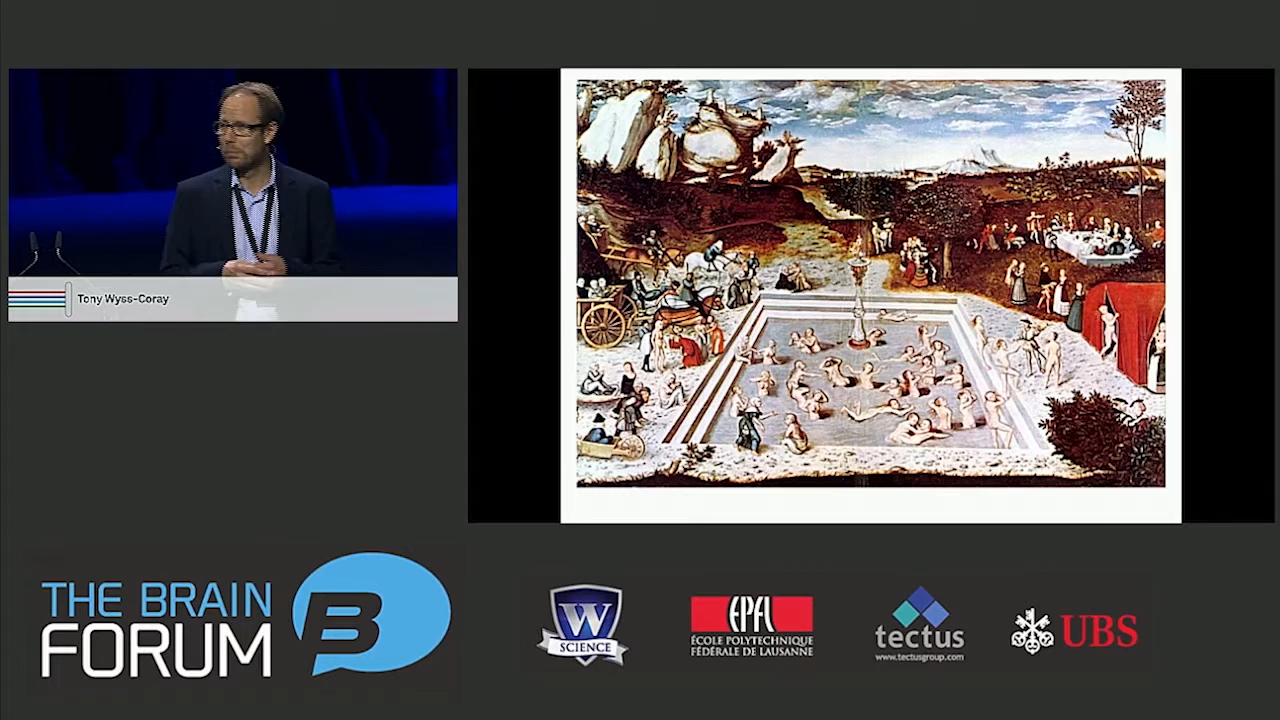 Tony Wyss-Coray
THE BRAIN
FORUM
B
W
SCIENCE
EPFL
ÉCOLE POLYTECHNIQUE
FÉDÉRALE DE LAUSANNE
tectus
www.tectusgroup.com
UBS